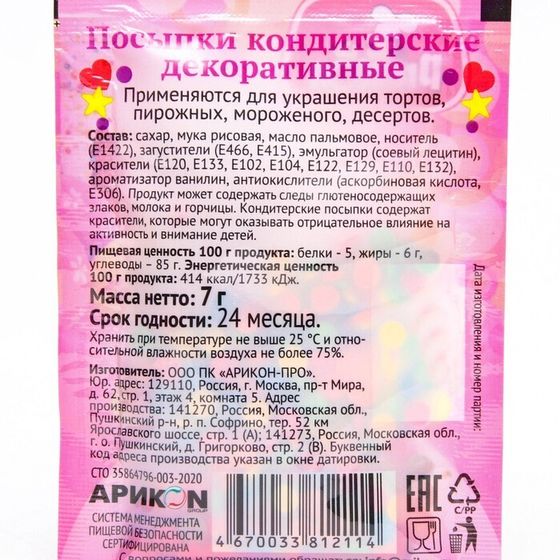 Посыпки кондитерские
декоративные
Применяются для украшения тортов,
пирожных, мороженого, десертов.
Состав: сахар, мука рисовая, масло пальмовое, носитель
(Е1422), загустители (Е466, Е415), эмульгатор (соевый лецитин),
красители (Е120, Е133, Е102, Е104, Е122, Е129, Е110, Е132),
ароматизатор ванилин, антиокислители (аскорбиновая кислота,
Е306). Продукт может содержать следы глютеносодержащих
злаков, молока и горчицы. Кондитерские посыпки содержат
красители, которые могут оказывать отрицательное влияние на
активность и внимание детей.
Пищевая ценность 100 г продукта: белки - 5, жиры - 6 г,
углеводы – 85 г. Энергетическая ценность
100 г продукта: 414 ккал/1733 кДж.
Масса нетто: 7 г
Срок годности: 24 месяца.
Хранить при температуре не выше 25 °С и отно-
сительной влажности воздуха не более 75%.
Изготовитель: ООО ПК «АРИКОН-ПРО».
Юр. адрес: 129110, Россия, г. Москва, пр-т Мира,
д. 62, стр. 1, этаж 4, комната 5. Адрес
производства: 141270, Россия, Московская обл.,
Пушкинский р-н, р. п. Софрино, тер. 52 км
Ярославского шоссе, стр. 1 (А); 141273, Россия, Московская обл.,
г. о. Пушкинский, д. Григорково, стр. 2 (В). Буквенный
код адреса производства указан в окне датировки.
СТО 35864796-003-2020
АРИКОN
GROUP
СИСТЕМА МЕНЕДЖМЕНТА
ПИЩЕВОЙ БЕЗОПАСНОСТИ
СЕРТИФИЦИРОВАНА
4670033812114
ЕАС
C/PP
Дата изготовления и номер партии: